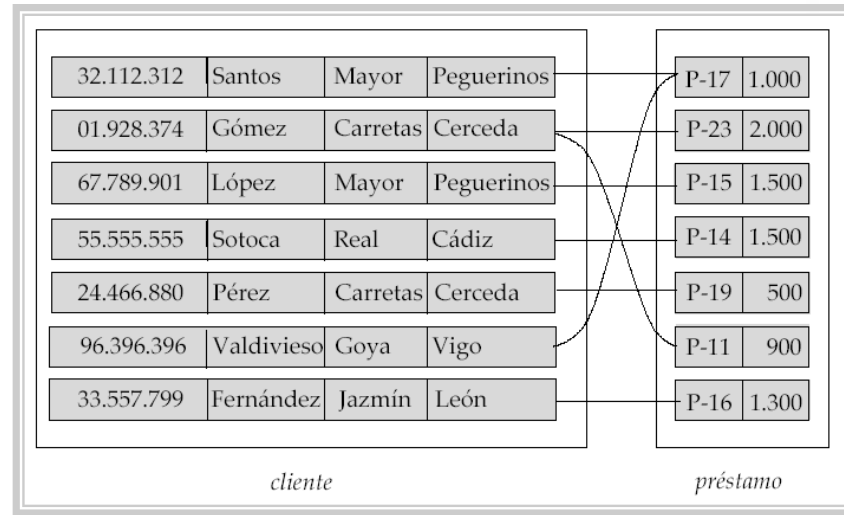 32.112.312 Santos Mayor Peguerinos P-17 1.000
01.928.374 Gómez Carretas Cerceda P-23 2.000
67.789.901 López Mayor Peguerinos P-15 1.500
55.555.555 Sotoca Real Cádiz P-14 1.500
24.466.880 Pérez Carretas Cerceda P-19 500
96.396.396 Valdivieso Goya Vigo P-11 900
33.557.799 Fernández Jazmín León P-16 1.300
cliente préstamo